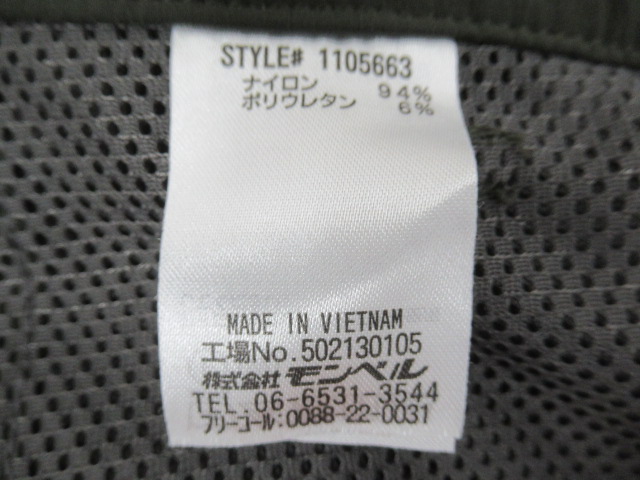 STYLE# 1105663
ナイロン 94%
ポリウレタン 6%
MADE IN VIETNAM
工場No.502130105
株式会社 モンベル
TEL. 06-6531-3544
フリーコール:0088-22-0031